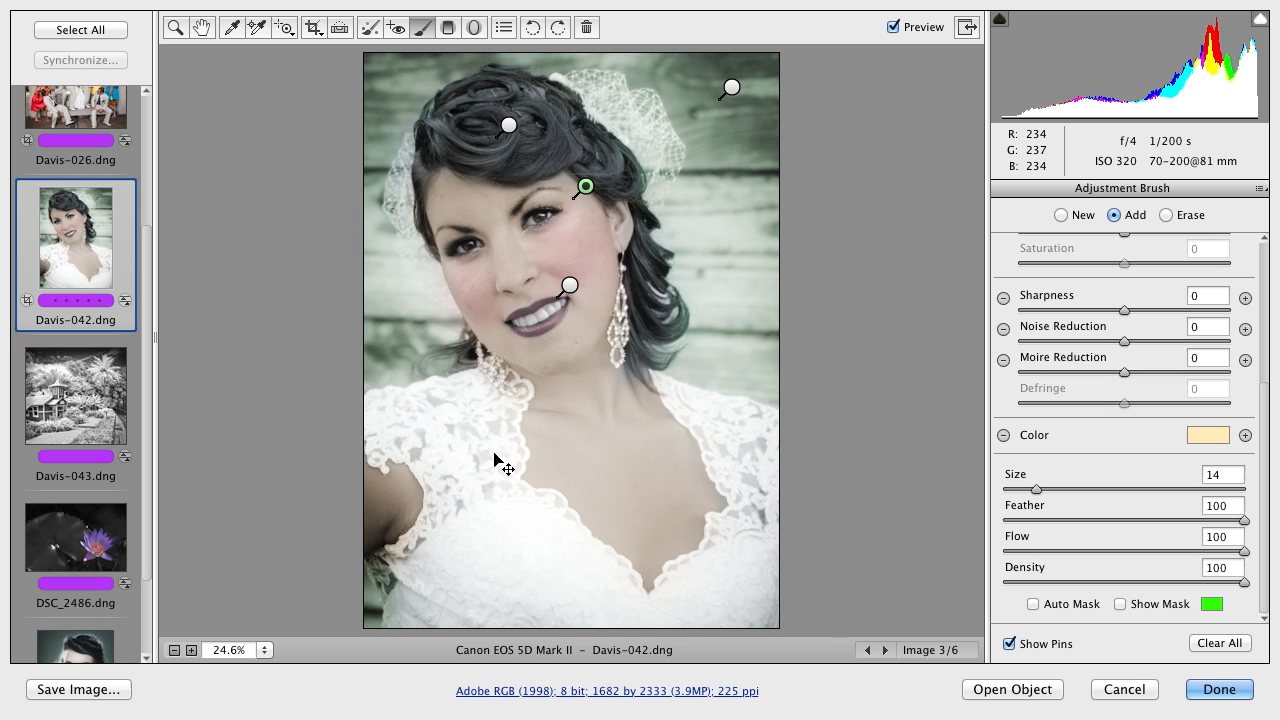 Select All
Synchronize...
Davis-026.dng
Davis-042.dng
Davis-043.dng
DSC_2486.dng
Preview
24.6%
Canon EOS 5D Mark II – Davis-042.dng
Image 3/6
R: 234
G: 237
B: 234
f/4 1/200 s
ISO 320 70-200@81 mm
Adjustment Brush
New Add Erase
Saturation 0
Sharpness 0
Noise Reduction 0
Moire Reduction 0
Defringe 0
Color
Size 14
Feather 100
Flow 100
Density 100
Auto Mask Show Mask
Show Pins Clear All
Save Image...
Adobe RGB (1998); 8 bit; 1682 by 2333 (3.9MP); 225 ppi
Open Object Cancel Done